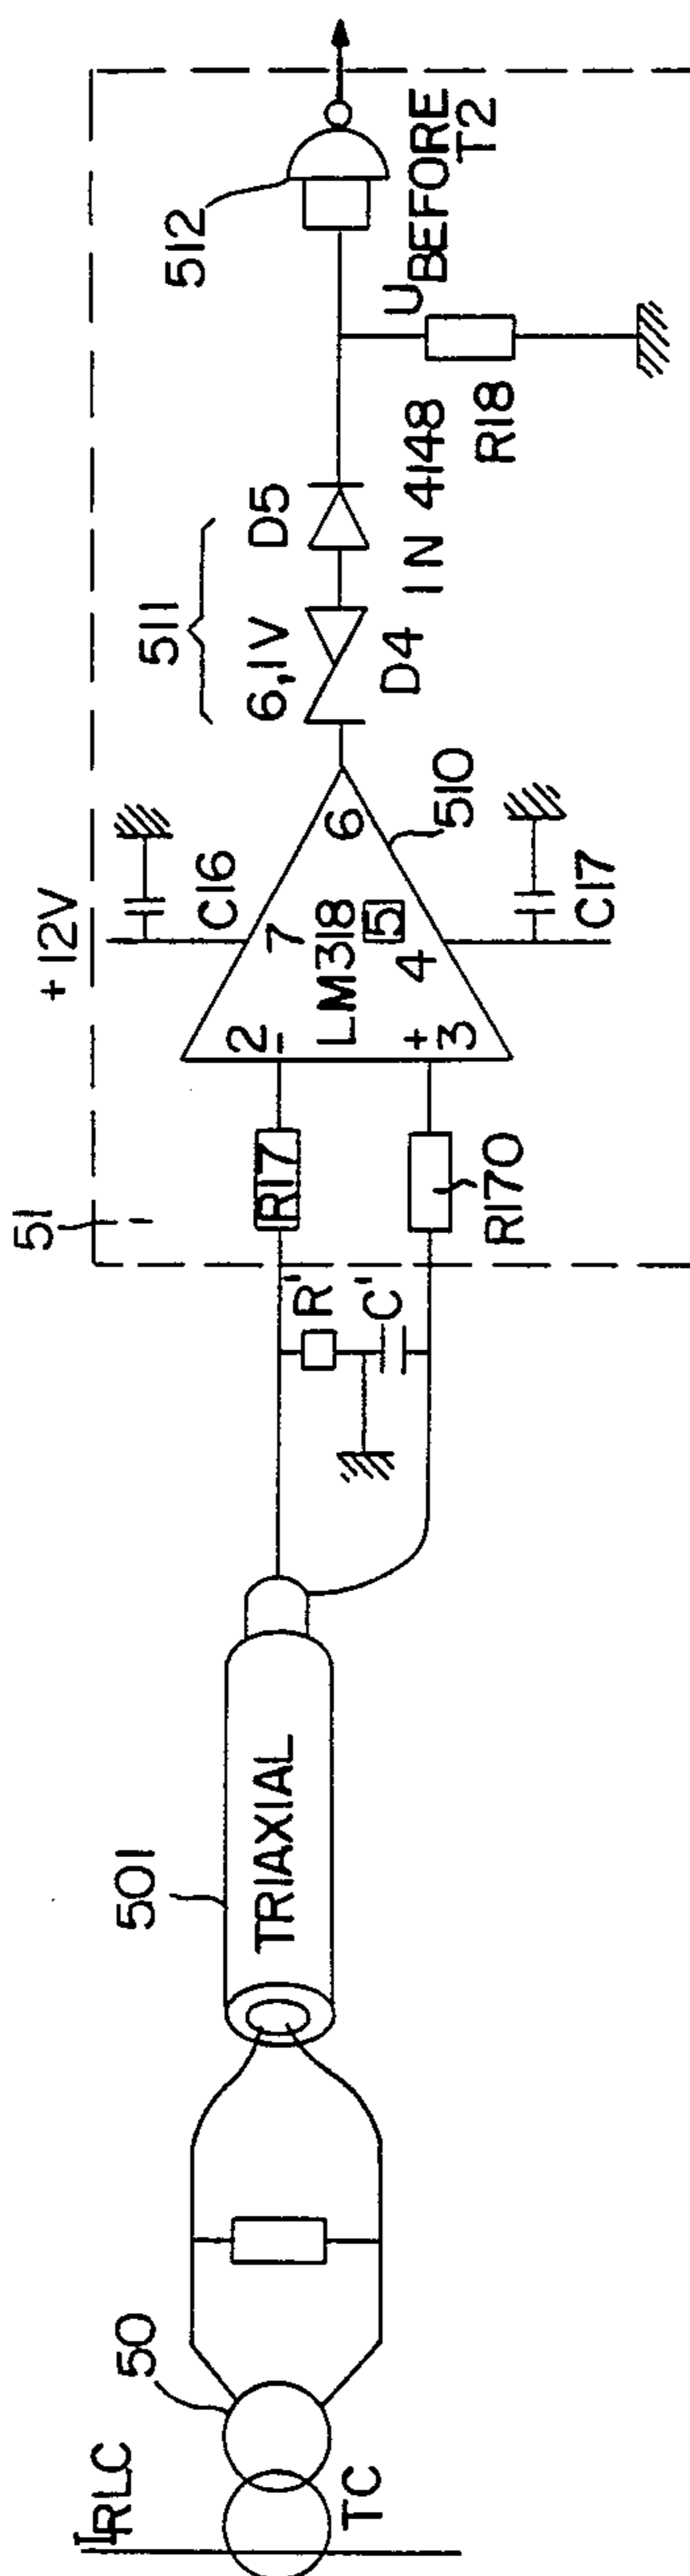 I RLC
50
TC
501
TRIAXIAL
R'
C'
51
R17
R170
+12V
C16
2
-
7
LM318
5
6
+
3
4
510
C17
511
6,1V
D4
D5
1N 4148
R18
512
U BEFORE T2